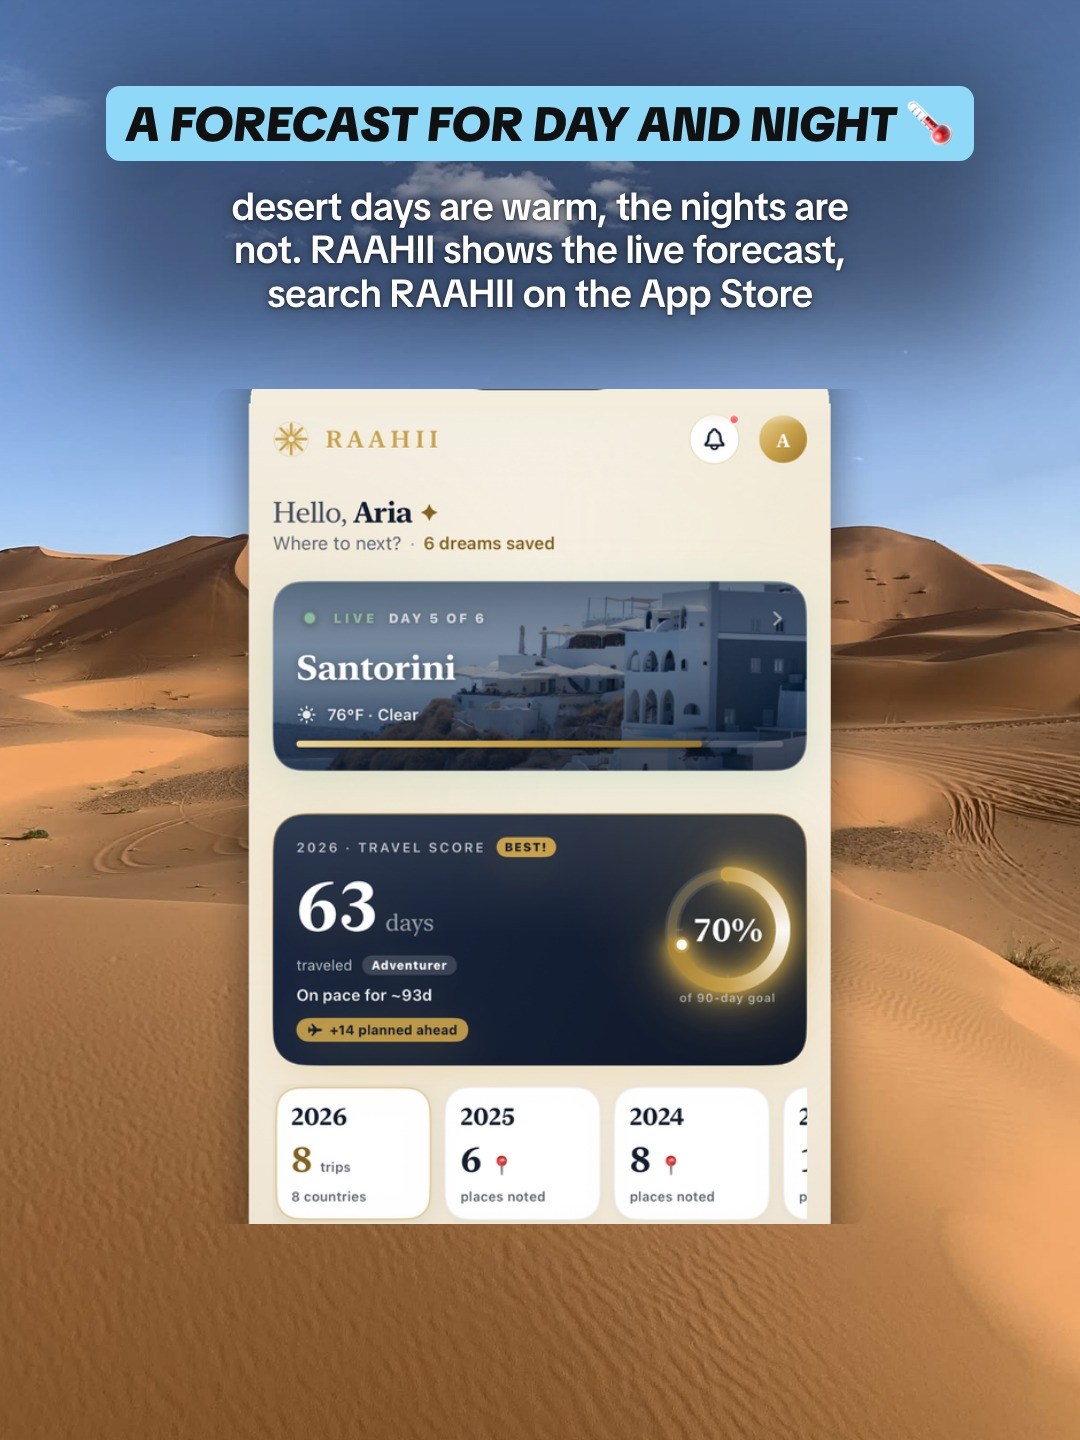 A FORECAST FOR DAY AND NIGHT🌡️
desert days are warm, the nights are
not. RAAHII shows the live forecast,
search RAAHII on the App Store
RAAHII
A
Hello, Aria ✦
Where to next? · 6 dreams saved
LIVE DAY 5 OF 6
Santorini
76°F · Clear
2026 · TRAVEL SCORE BEST!
63 days
70%
traveled Adventurer
On pace for ~93d
of 90-day goal
+14 planned ahead
2026 2025 2024 2
8 trips 6 📍 8 📍
8 countries places noted places noted p